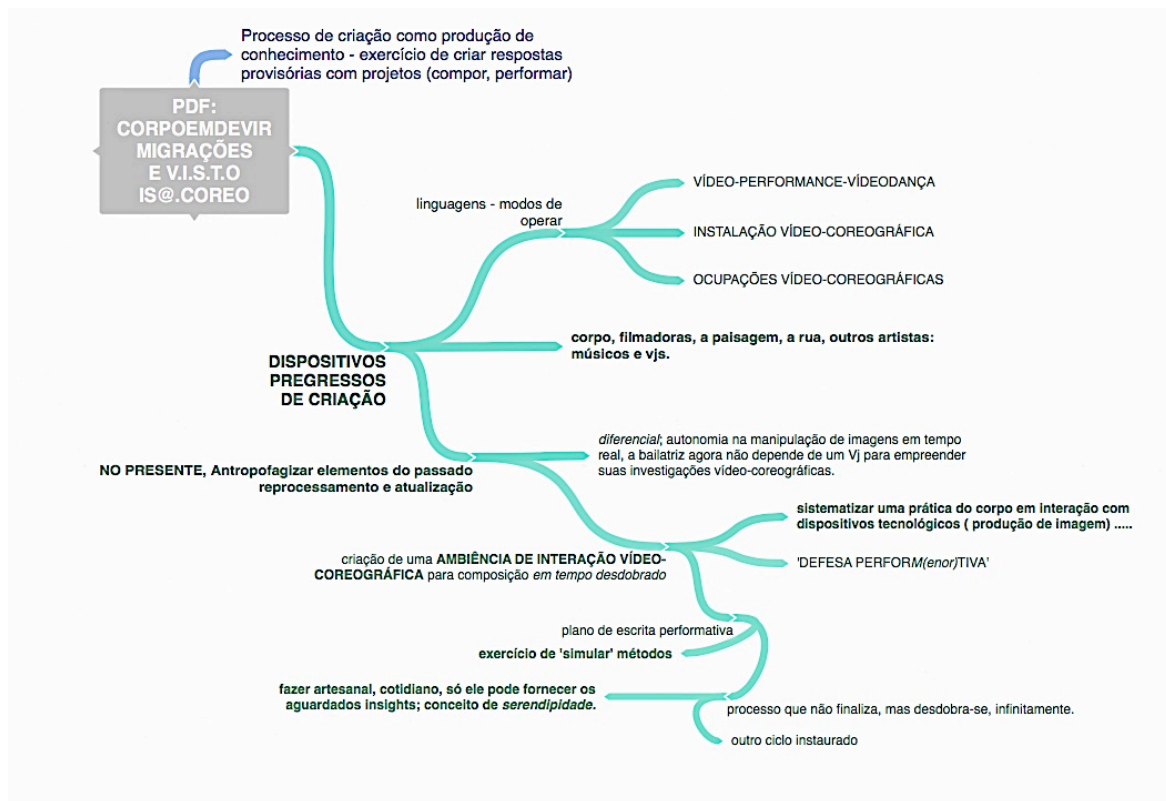 Processo de criação como produção de
conhecimento - exercício de criar respostas
provisórias com projetos (compor, performar)
PDF:
CORPOEMDEVIR
MIGRAÇÕES
E V.I.S.T.O
IS@.COREO
linguagens - modos de
operar
VÍDEO-PERFORMANCE-VÍDEODANÇA
INSTALAÇÃO VÍDEO-COREOGRÁFICA
OCUPAÇÕES VÍDEO-COREOGRÁFICAS
corpo, filmadoras, a paisagem, a rua, outros artistas:
músicos e vjs.
DISPOSITIVOS
PREGRESSOS
DE CRIAÇÃO
diferencial; autonomia na manipulação de imagens em tempo
real, a bailatriz agora não depende de um Vj para empreender
suas investigações vídeo-coreográficas.
NO PRESENTE, Antropofagizar elementos do passado
reprocessamento e atualização
sistematizar uma prática do corpo em interação com
dispositivos tecnológicos ( produção de imagem) .....
'DEFESA PERFORM(enor)TIVA'
criação de uma AMBIÊNCIA DE INTERAÇÃO VÍDEO-
COREOGRÁFICA para composição em tempo desdobrado
plano de escrita performativa
exercício de 'simular' métodos
fazer artesanal, cotidiano, só ele pode fornecer os
aguardados insights; conceito de serendipidade.
processo que não finaliza, mas desdobra-se, infinitamente.
outro ciclo instaurado